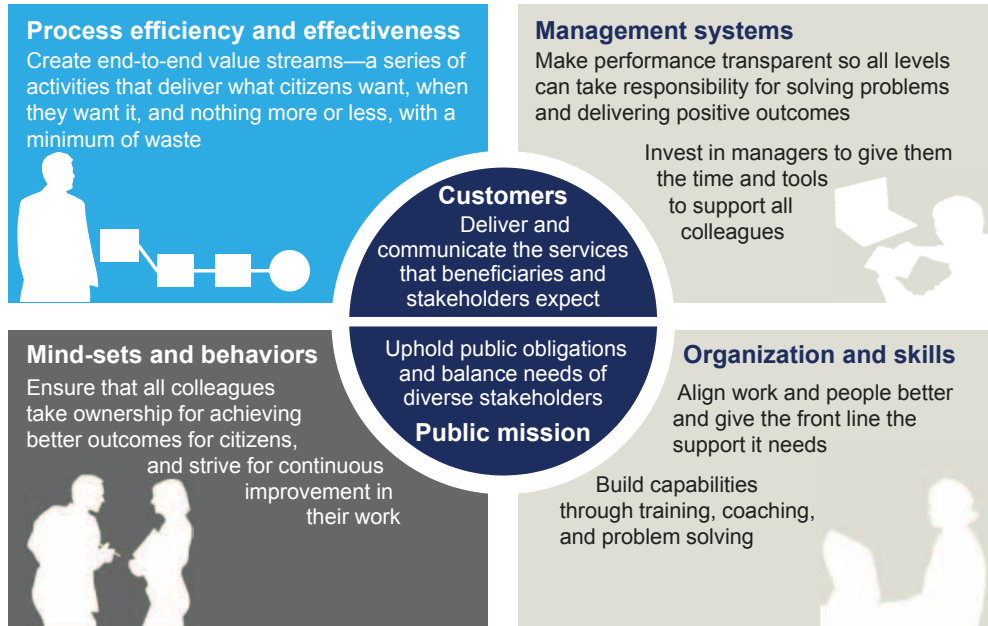 Process efficiency and effectiveness
Create end-to-end value streams—a series of
activities that deliver what citizens want, when
they want it, and nothing more or less, with a
minimum of waste
Management systems
Make performance transparent so all levels
can take responsibility for solving problems
and delivering positive outcomes
Invest in managers to give them
the time and tools
to support all
colleagues
Customers
Deliver and
communicate the services
that beneficiaries and
stakeholders expect
Uphold public obligations
and balance needs of
diverse stakeholders
Public mission
Mind-sets and behaviors
Ensure that all colleagues
take ownership for achieving
better outcomes for citizens,
and strive for continuous
improvement in
their work
Organization and skills
Align work and people better
and give the front line the
support it needs
Build capabilities
through training, coaching,
and problem solving